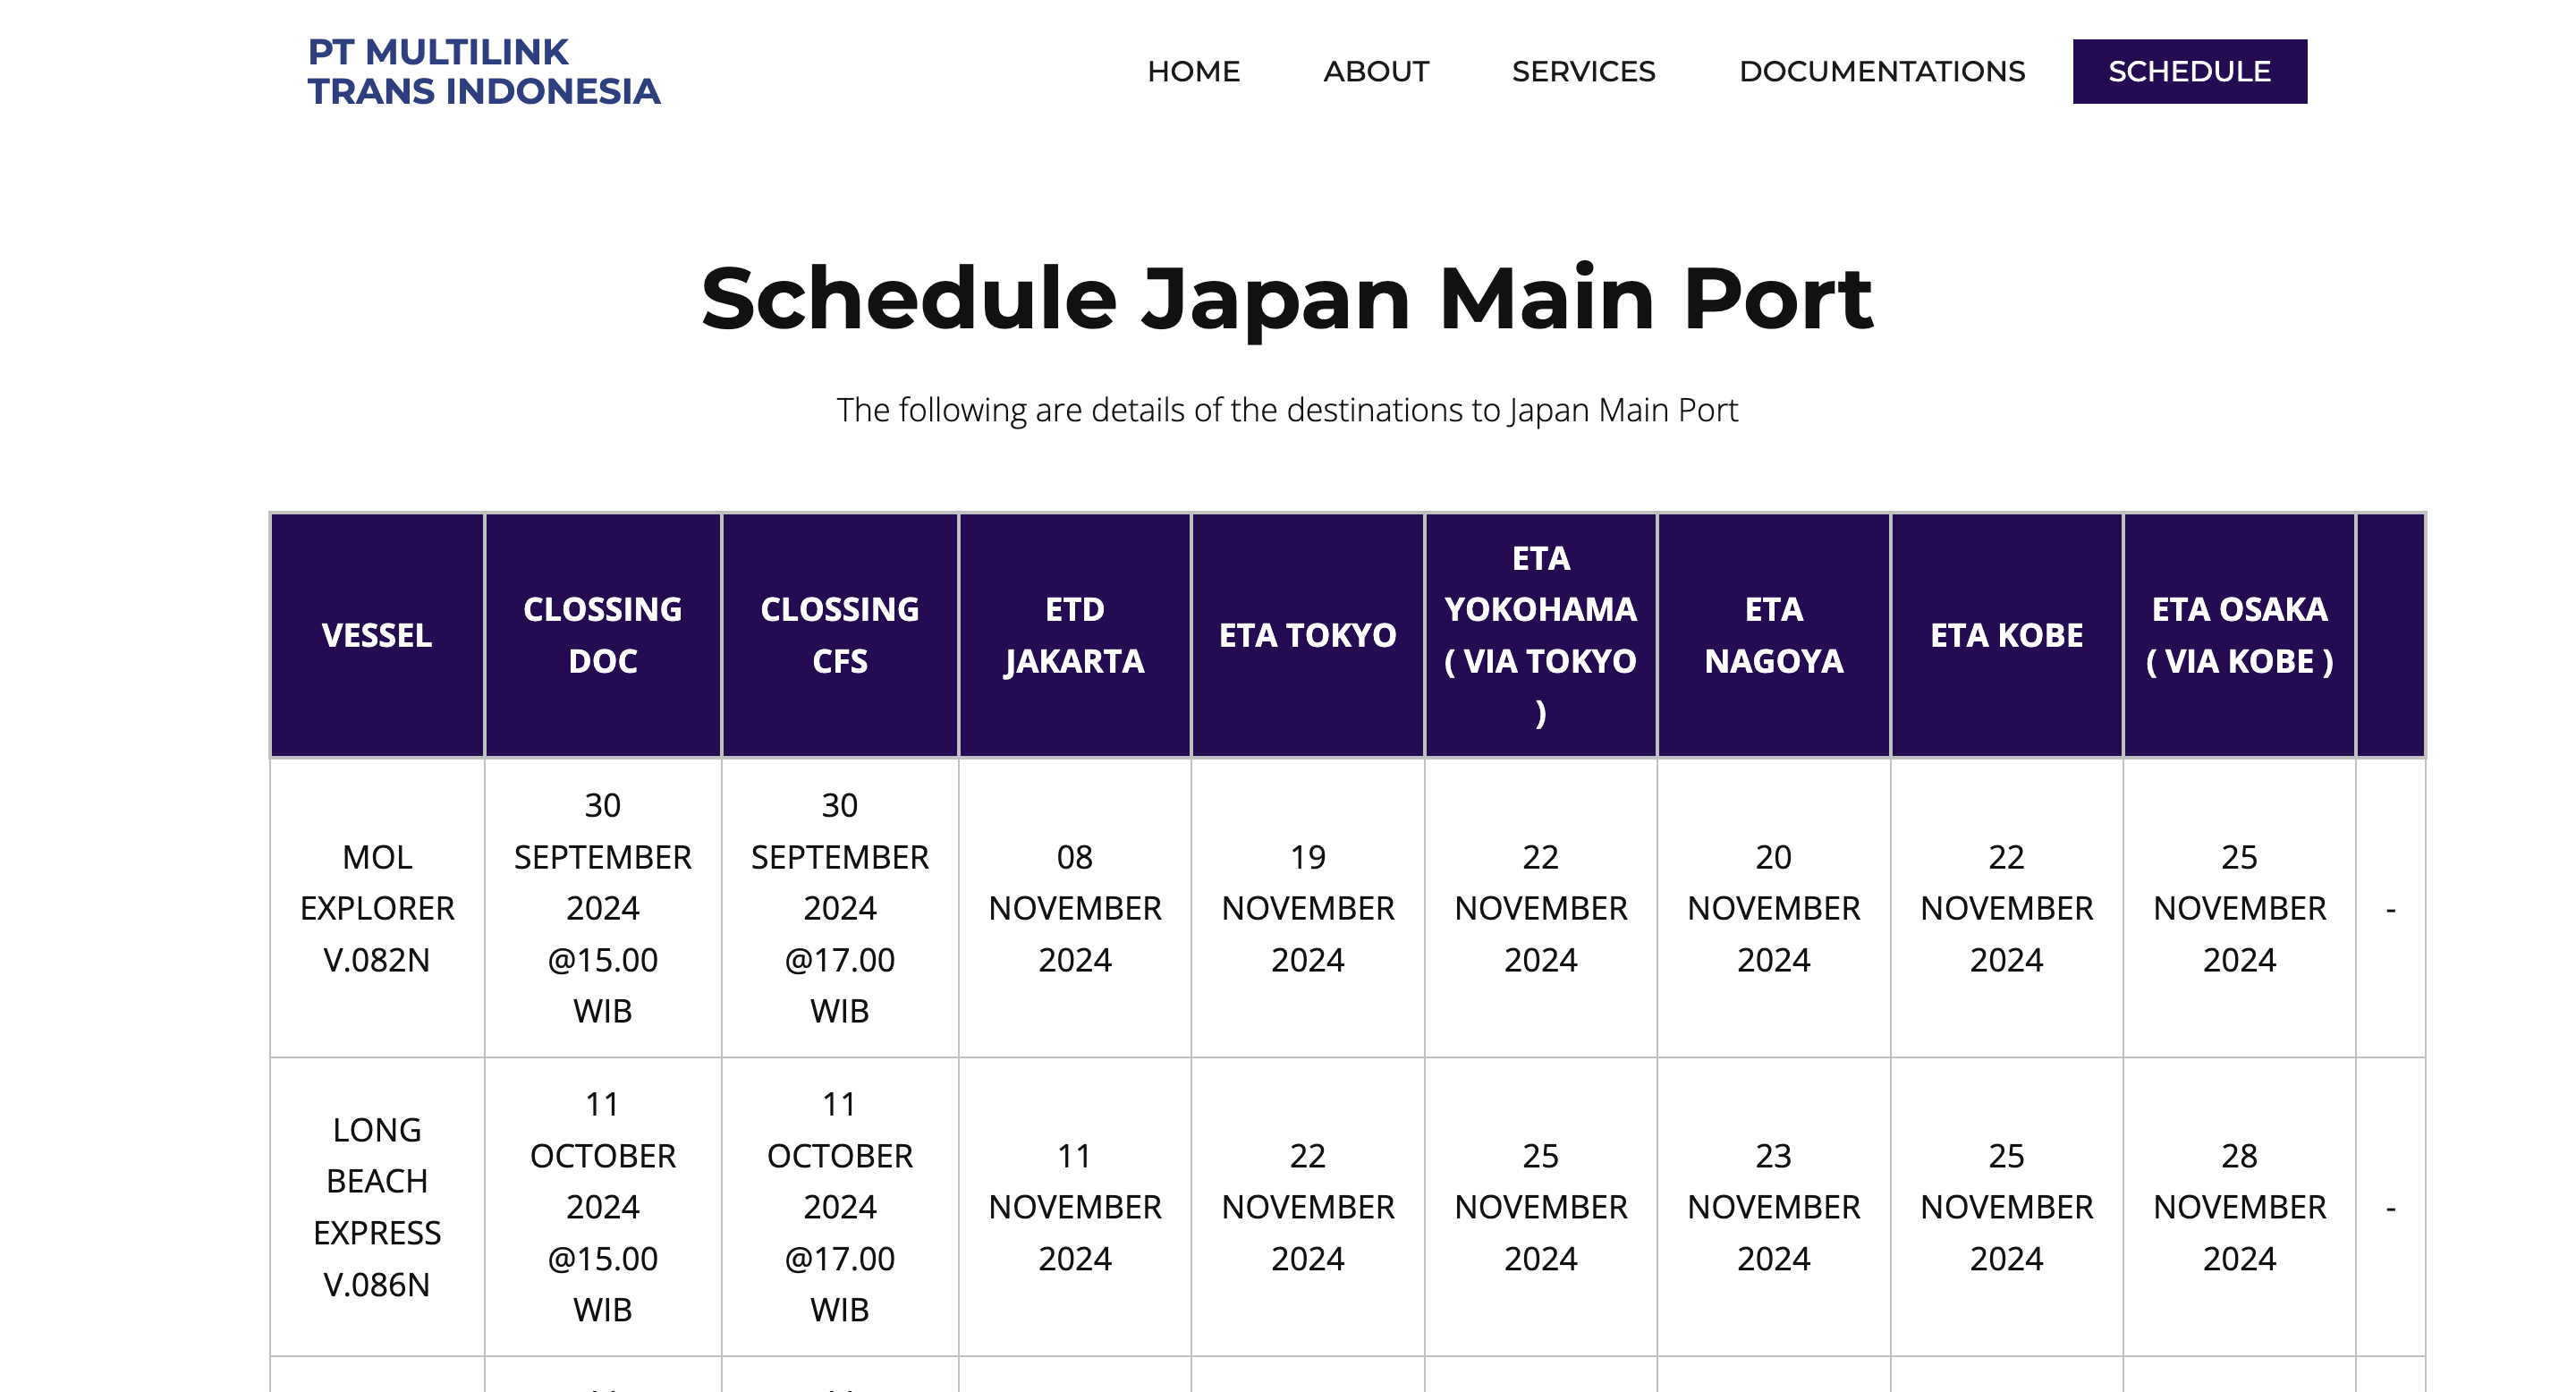 PT MULTILINK
TRANS INDONESIA
HOME
ABOUT
SERVICES
DOCUMENTATIONS
SCHEDULE
Schedule Japan Main Port
The following are details of the destinations to Japan Main Port
VESSEL
CLOSSING
DOC
CLOSSING
CFS
ETD
JAKARTA
ETA TOKYO
ETA
YOKOHAMA
( VIA TOKYO
)
ETA
NAGOYA
ETA KOBE
ETA OSAKA
( VIA KOBE )
MOL
EXPLORER
V.082N
30
SEPTEMBER
2024
@15.00
WIB
30
SEPTEMBER
2024
@17.00
WIB
08
NOVEMBER
2024
19
NOVEMBER
2024
22
NOVEMBER
2024
20
NOVEMBER
2024
22
NOVEMBER
2024
25
NOVEMBER
2024
-
LONG
BEACH
EXPRESS
V.086N
11
OCTOBER
2024
@15.00
WIB
11
OCTOBER
2024
@17.00
WIB
11
NOVEMBER
2024
22
NOVEMBER
2024
25
NOVEMBER
2024
23
NOVEMBER
2024
25
NOVEMBER
2024
28
NOVEMBER
2024
-